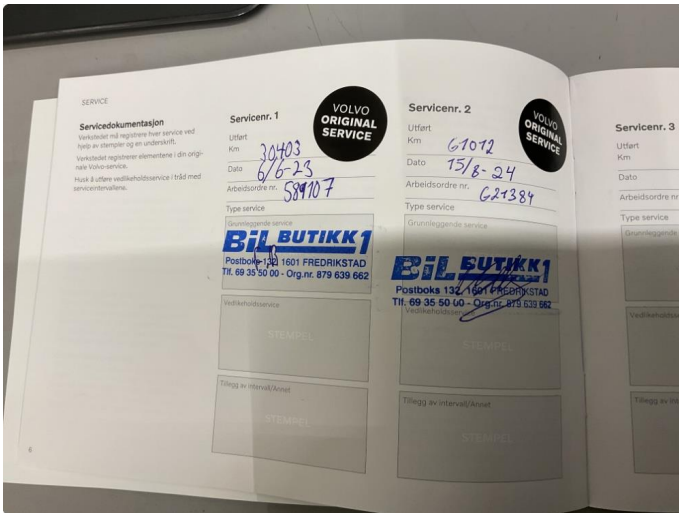 SERVICE
Servicedokumentasjon
Verkstedet må registrere hver service ved
hjelp av stempler og en underskrift.
Verkstedet registrerer elementene i din origi-
nale Volvo-service.
Husk å utføre vedlikeholdsservice i tråd med
serviceintervallene.
6
Servicenr. 1
VOLVO
ORIGINAL
SERVICE
Utført
Km 30403
Dato 6/6-23
Arbeidsordre nr. 589107
Type service
Grunnleggende service
BiL BUTIKK1
Postboks 132, 1601 FREDRIKSTAD
Tlf. 69 35 50 00 - Org.nr. 879 639 662
Vedlikeholdsservice
STEMPEL
Tillegg av intervall/Annet
STEMPEL
Servicenr. 2
VOLVO
ORIGINAL
SERVICE
Utført
Km 61012
Dato 15/8-24
Arbeidsordre nr. 621384
Type service
Grunnleggende service
BiL BUTIKK1
Postboks 132, 1601 FREDRIKSTAD
Tlf. 69 35 50 00 - Org.nr. 879 639 662
Vedlikeholdsservice
STEMPEL
Tillegg av intervall/Annet
STEMPEL
Servicenr. 3
Utført
Km
Dato
Arbeidsordre nr
Type service
Grunnleggende
Tillegg av